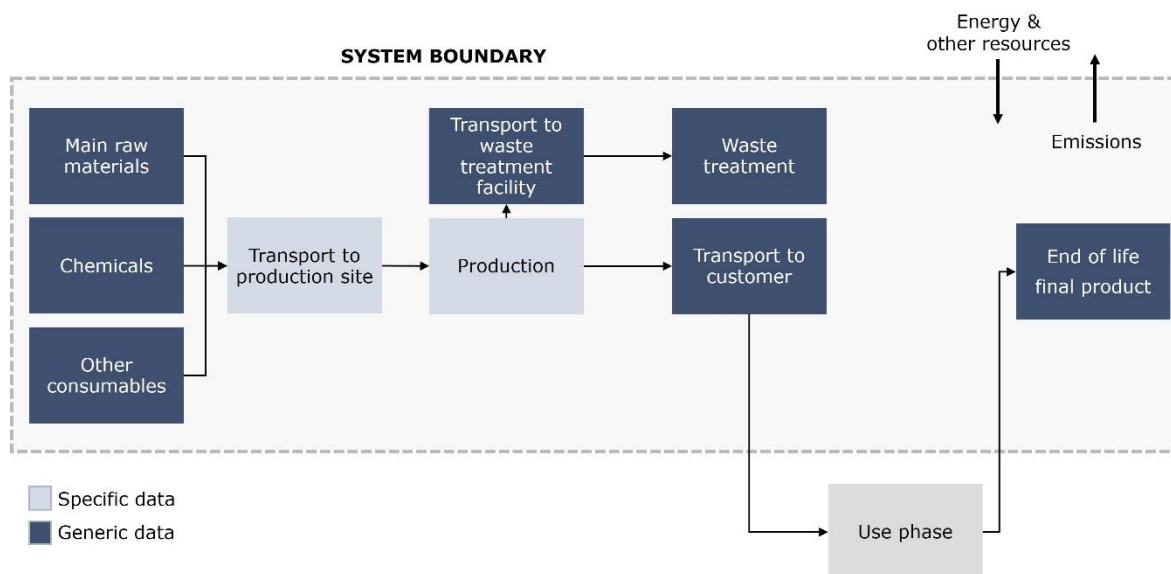 Energy &
other resources
SYSTEM BOUNDARY
Main raw
materials
Transport to
waste
treatment
facility
Waste
treatment
Emissions
Chemicals
Transport to
production site
Production
Transport to
customer
End of life
final product
Other
consumables
Specific data
Generic data
Use phase